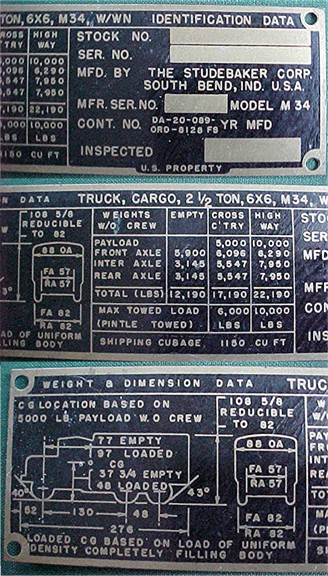 TON, 6X6, M34, W/WN IDENTIFICATION DATA
'TRY HIGH WAY
STOCK NO.
SER. NO.
MFD. BY THE STUDEBAKER CORP.
SOUTH BEND, IND. U.S.A.
MFR. SER. NO. MODEL M 34
CONT. NO. DA-20-089-ORD-8128 F8 YR MFD
INSPECTED
U.S. PROPERTY
5,000 10,000
6,096 6,290
5,547 7,950
5,547 7,950
17,190 22,190
6,000 10,000
LBS
1150 CU FT
N DATA TRUCK, CARGO, 2 1/2 TON, 6X6, M34, W
108 5/8
REDUCIBLE
TO 82
88 OA
FA 57
RA 57
FA 82
RA 82
LOAD OF UNIFORM
LING BODY
WEIGHTS W/O CREW EMPTY CROSS C'TRY HIGH WAY
PAYLOAD 5,000 10,000
FRONT AXLE 5,900 6,096 6,290
INTER AXLE 3,145 5,547 7,950
REAR AXLE 3,145 5,547 7,950
TOTAL (LBS) 12,190 17,190 22,190
MAX TOWED LOAD 6,000 10,000
(PINTLE TOWED) LBS LBS
SHIPPING CUBAGE 1150 CU FT
STO
SER
MFD
MFR
CON
INS
WEIGHT & DIMENSION DATA TRUC
CG LOCATION BASED ON
5000 LB. PAYLOAD W.O CREW
77 EMPTY
97 LOADED
CG
37 3/4 EMPTY
48 LOADED
40° 43°
62 130 48
276
LOADED CG BASED ON LOAD OF UNIFORM
DENSITY COMPLETELY FILLING BODY
108 5/8
REDUCIBLE
TO 82
88 OA
FA 57
RA 57
FA 82
RA 82